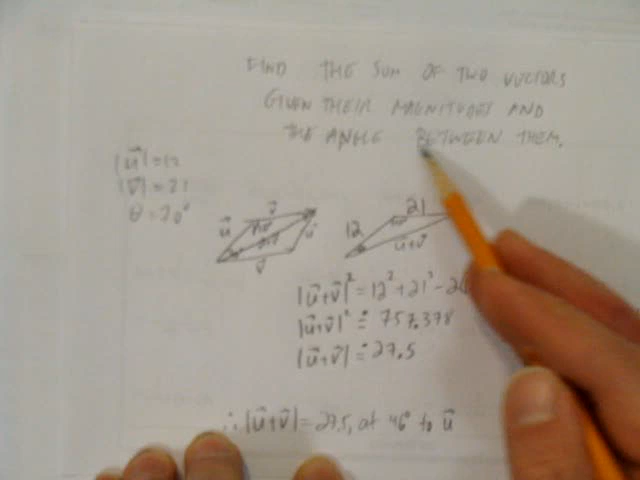 FIND THE SUM OF TWO VECTORS
GIVEN THEIR MAGNITUDES AND
THE ANGLE BETWEEN THEM.
|u⃗|=12
|v⃗|=21
θ=70°
v⃗
u⃗
u⃗
v⃗
21
12
u⃗+v⃗
|u⃗+v⃗|²=12²+21²-2(
|u⃗+v⃗|²≐757.378
|u⃗+v⃗|≐27.5
∴|u⃗+v⃗|=27.5, at 46° to u⃗